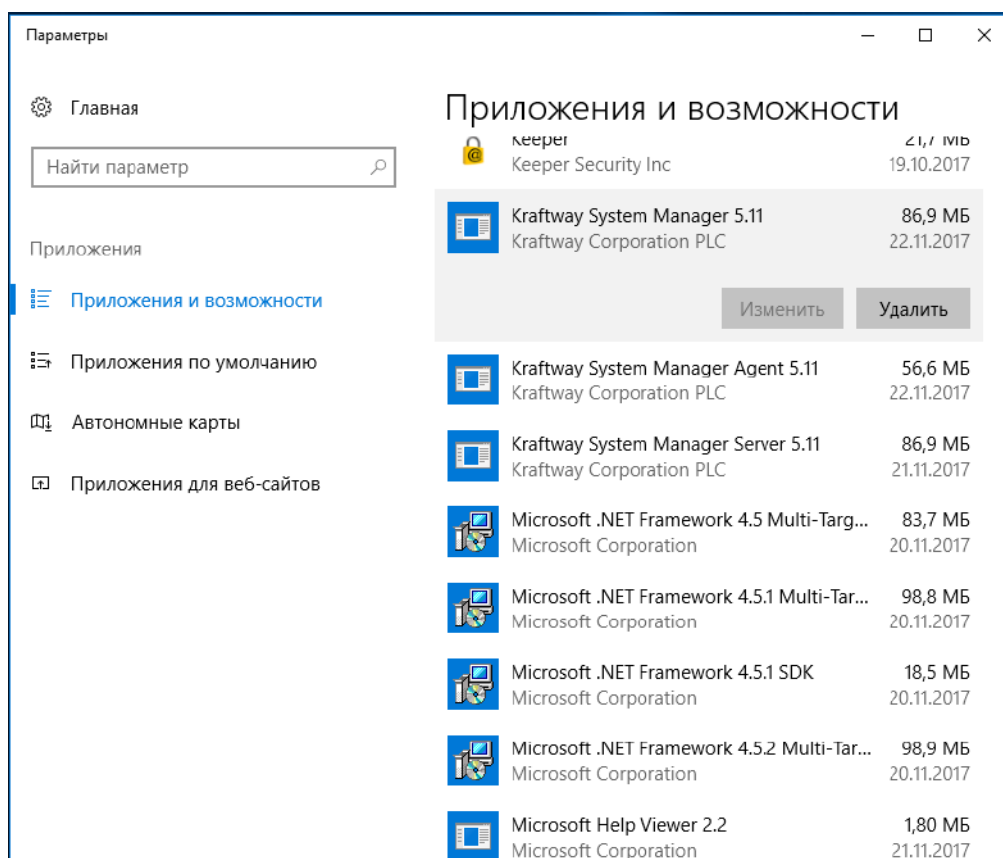 Параметры
Главная
Найти параметр
Приложения
Приложения и возможности
Приложения по умолчанию
Автономные карты
Приложения для веб-сайтов
Приложения и возможности
Keeper 21,7 МБ
Keeper Security Inc 19.10.2017
Kraftway System Manager 5.11 86,9 МБ
Kraftway Corporation PLC 22.11.2017
Изменить Удалить
Kraftway System Manager Agent 5.11 56,6 МБ
Kraftway Corporation PLC 22.11.2017
Kraftway System Manager Server 5.11 86,9 МБ
Kraftway Corporation PLC 21.11.2017
Microsoft .NET Framework 4.5 Multi-Targ... 83,7 МБ
Microsoft Corporation 20.11.2017
Microsoft .NET Framework 4.5.1 Multi-Tar... 98,8 МБ
Microsoft Corporation 20.11.2017
Microsoft .NET Framework 4.5.1 SDK 18,5 МБ
Microsoft Corporation 20.11.2017
Microsoft .NET Framework 4.5.2 Multi-Tar... 98,9 МБ
Microsoft Corporation 20.11.2017
Microsoft Help Viewer 2.2 1,80 МБ
Microsoft Corporation 21.11.2017